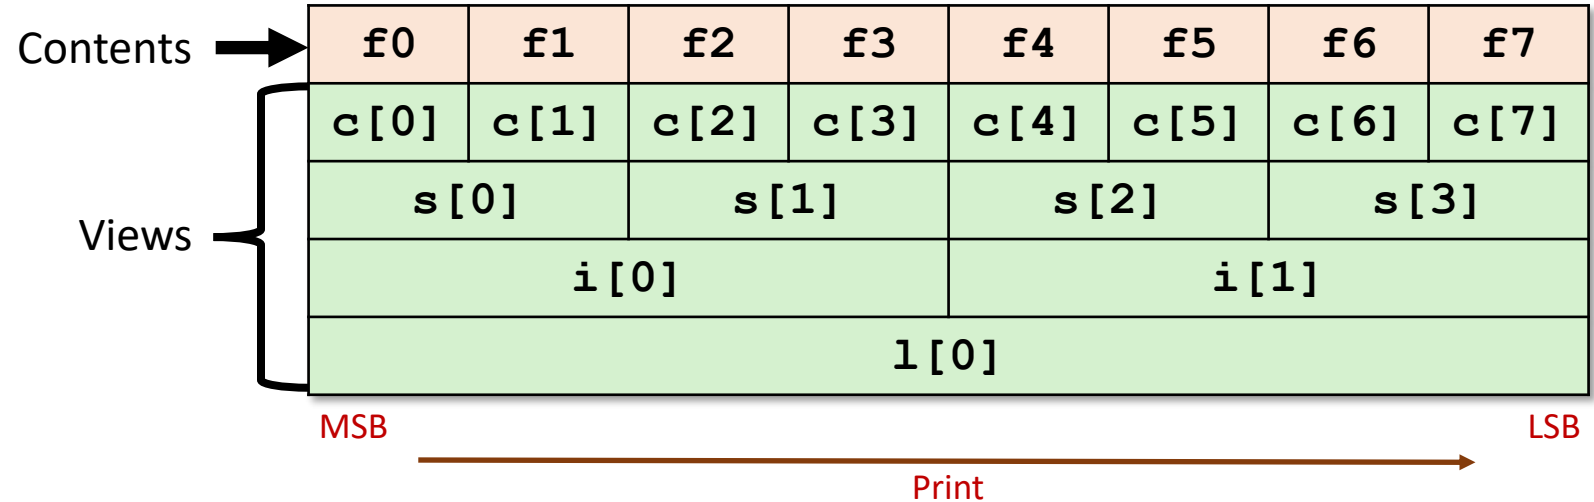 Contents f0 f1 f2 f3 f4 f5 f6 f7
c[0] c[1] c[2] c[3] c[4] c[5] c[6] c[7]
s[0] s[1] s[2] s[3]
Views
i[0] i[1]
l[0]
MSB LSB
Print